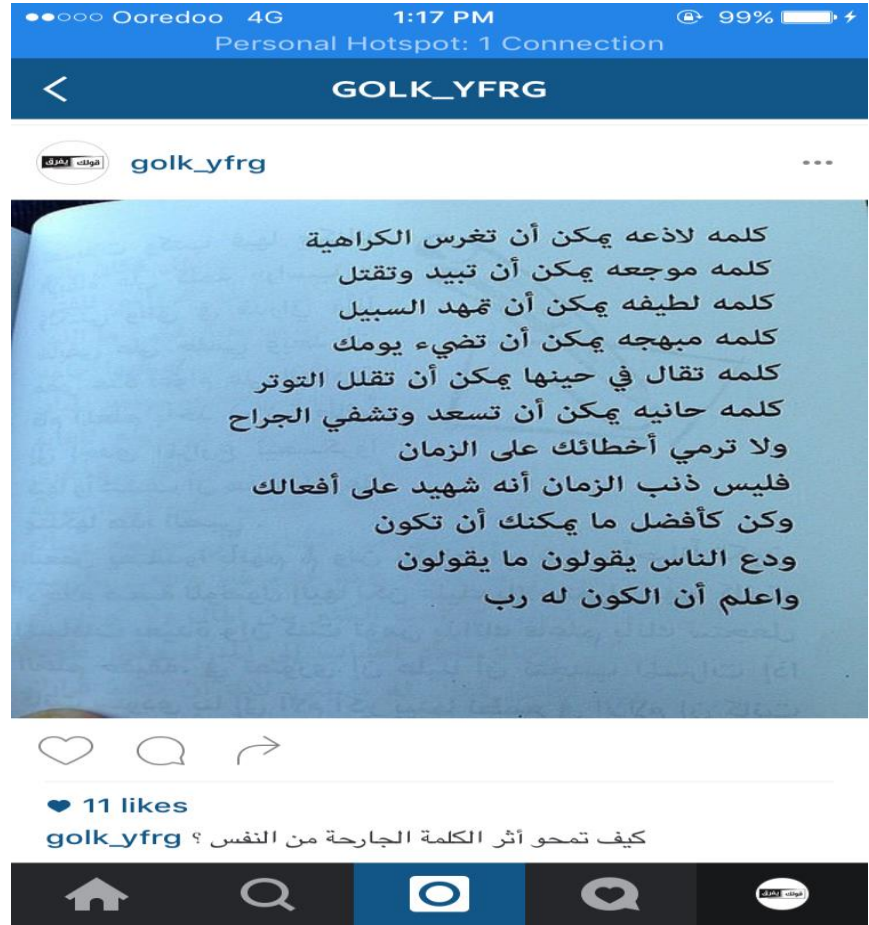 Ooredoo 4G 1:17 PM 99%
Personal Hotspot: 1 Connection
GOLK_YFRG
قولك يفرق golk_yfrg
كلمه لاذعه يمكن أن تغرس الكراهية
كلمه موجعه يمكن أن تبيد وتقتل
كلمه لطيفه يمكن أن تمهد السبيل
كلمه مبهجه يمكن أن تضيء يومك
كلمه تقال في حينها يمكن أن تقلل التوتر
كلمه حانيه يمكن أن تسعد وتشفي الجراح
ولا ترمي أخطائك على الزمان
فليس ذنب الزمان أنه شهيد على أفعالك
وكن كأفضل ما يمكنك أن تكون
ودع الناس يقولون ما يقولون
واعلم أن الكون له رب
11 likes
golk_yfrg كيف تمحو أثر الكلمة الجارحة من النفس ؟
قولك يفرق